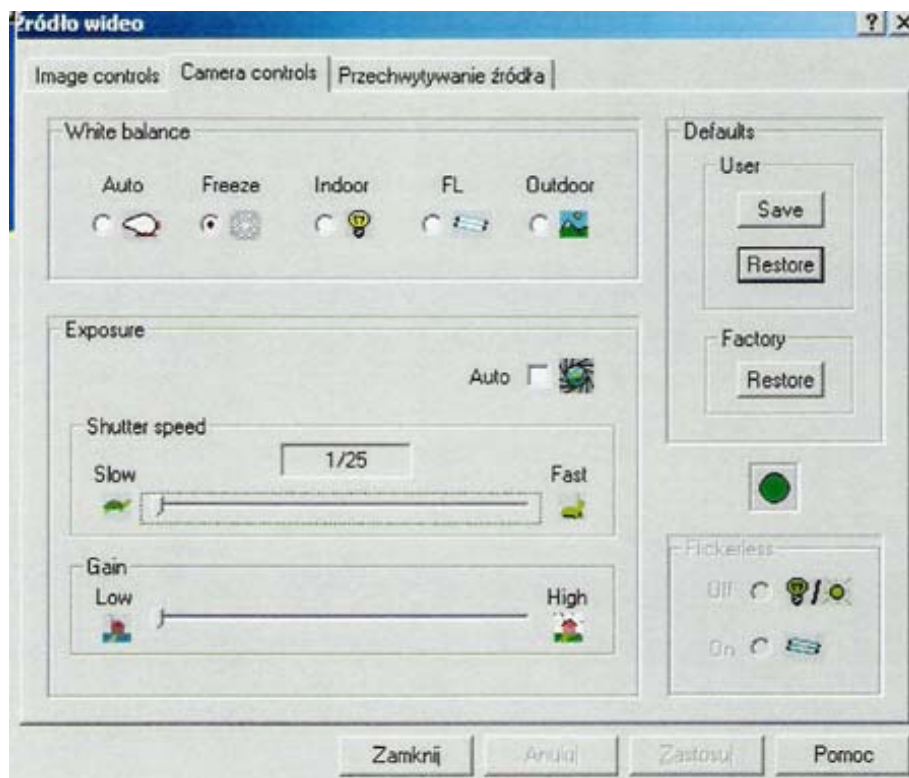 Źródło wideo
Image controls Camera controls Przechwytywanie źródła
White balance
Auto Freeze Indoor FL Outdoor
Defaults
User
Save
Restore
Factory
Restore
Exposure
Auto
Shutter speed
1/25
Slow Fast
Gain
Low High
Flickerless
Off
On
Zamknij Anuluj Zastosuj Pomoc